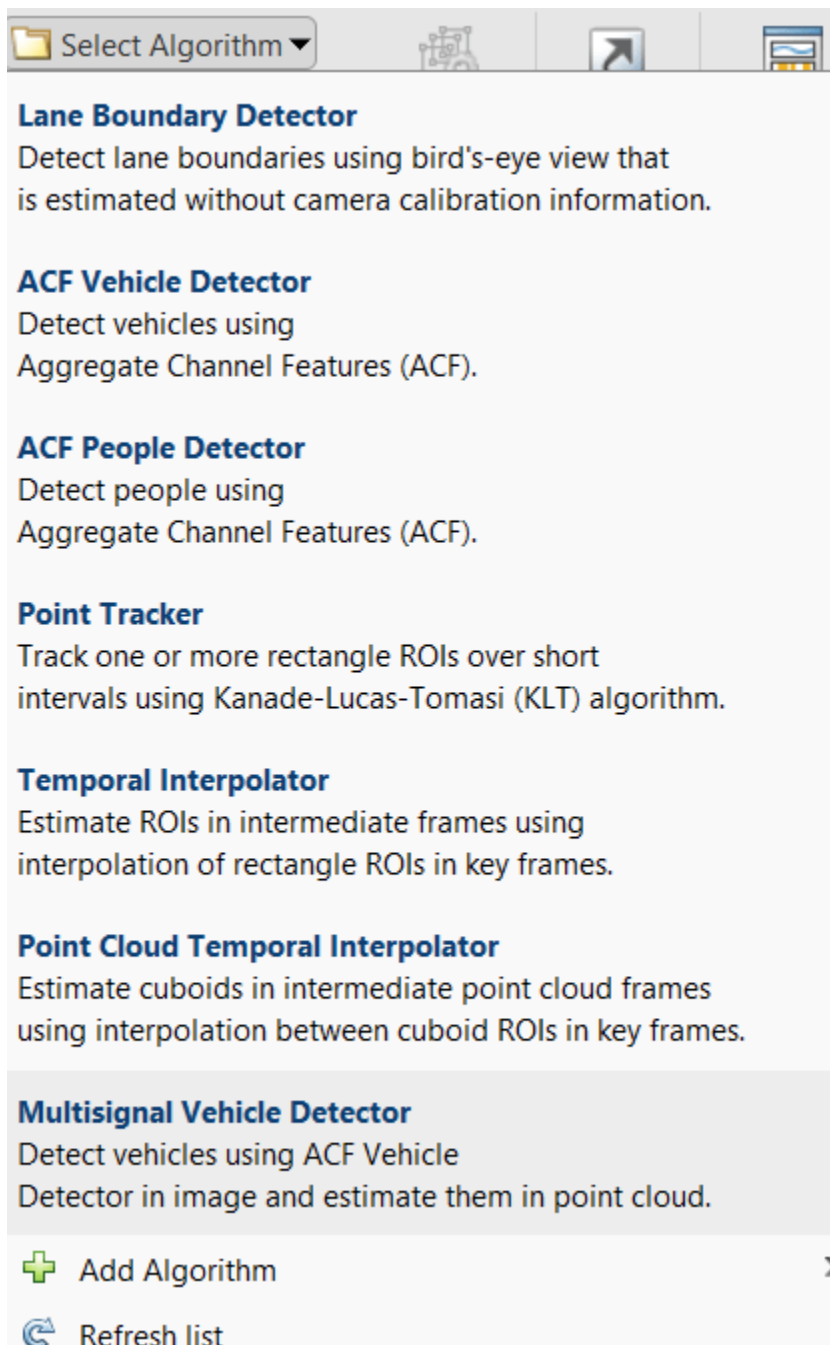 Select Algorithm
Lane Boundary Detector
Detect lane boundaries using bird's-eye view that
is estimated without camera calibration information.
ACF Vehicle Detector
Detect vehicles using
Aggregate Channel Features (ACF).
ACF People Detector
Detect people using
Aggregate Channel Features (ACF).
Point Tracker
Track one or more rectangle ROIs over short
intervals using Kanade-Lucas-Tomasi (KLT) algorithm.
Temporal Interpolator
Estimate ROIs in intermediate frames using
interpolation of rectangle ROIs in key frames.
Point Cloud Temporal Interpolator
Estimate cuboids in intermediate point cloud frames
using interpolation between cuboid ROIs in key frames.
Multisignal Vehicle Detector
Detect vehicles using ACF Vehicle
Detector in image and estimate them in point cloud.
Add Algorithm
Refresh list